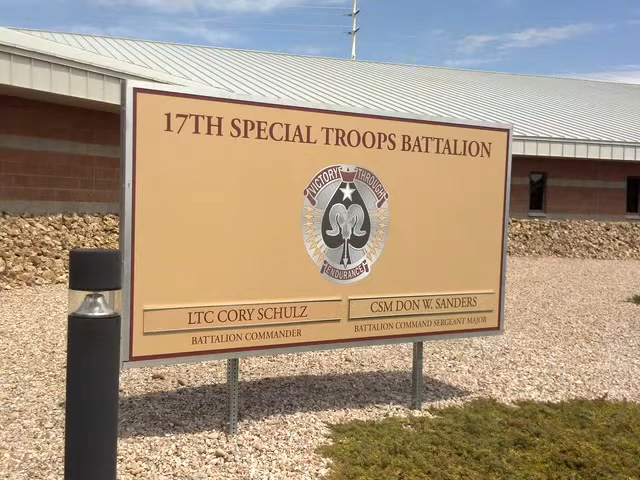 17TH SPECIAL TROOPS BATTALION
VICTORY THROUGH
ENDURANCE
LTC CORY SCHULZ
BATTALION COMMANDER
CSM DON W. SANDERS
BATTALION COMMAND SERGEANT MAJOR